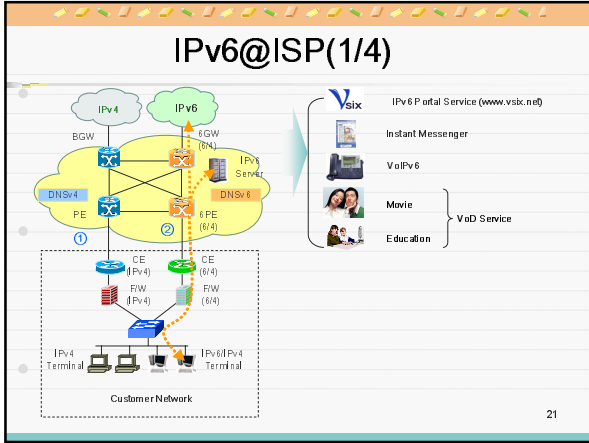 IPv6@ISP(1/4)
IPv4
IPv6
BGW
6GW
(6/4)
IPv6
Server
DNSv4
DNSv6
PE
6PE
(6/4)
①
②
CE
(IPv4)
CE
(6/4)
F/W
(IPv4)
F/W
(6/4)
IPv4
Terminal
IPv6/IPv4
Terminal
Customer Network
Vsix
IPv6 Portal Service (www.vsix.net)
Instant Messenger
VoIPv6
Movie
VoD Service
Education
21